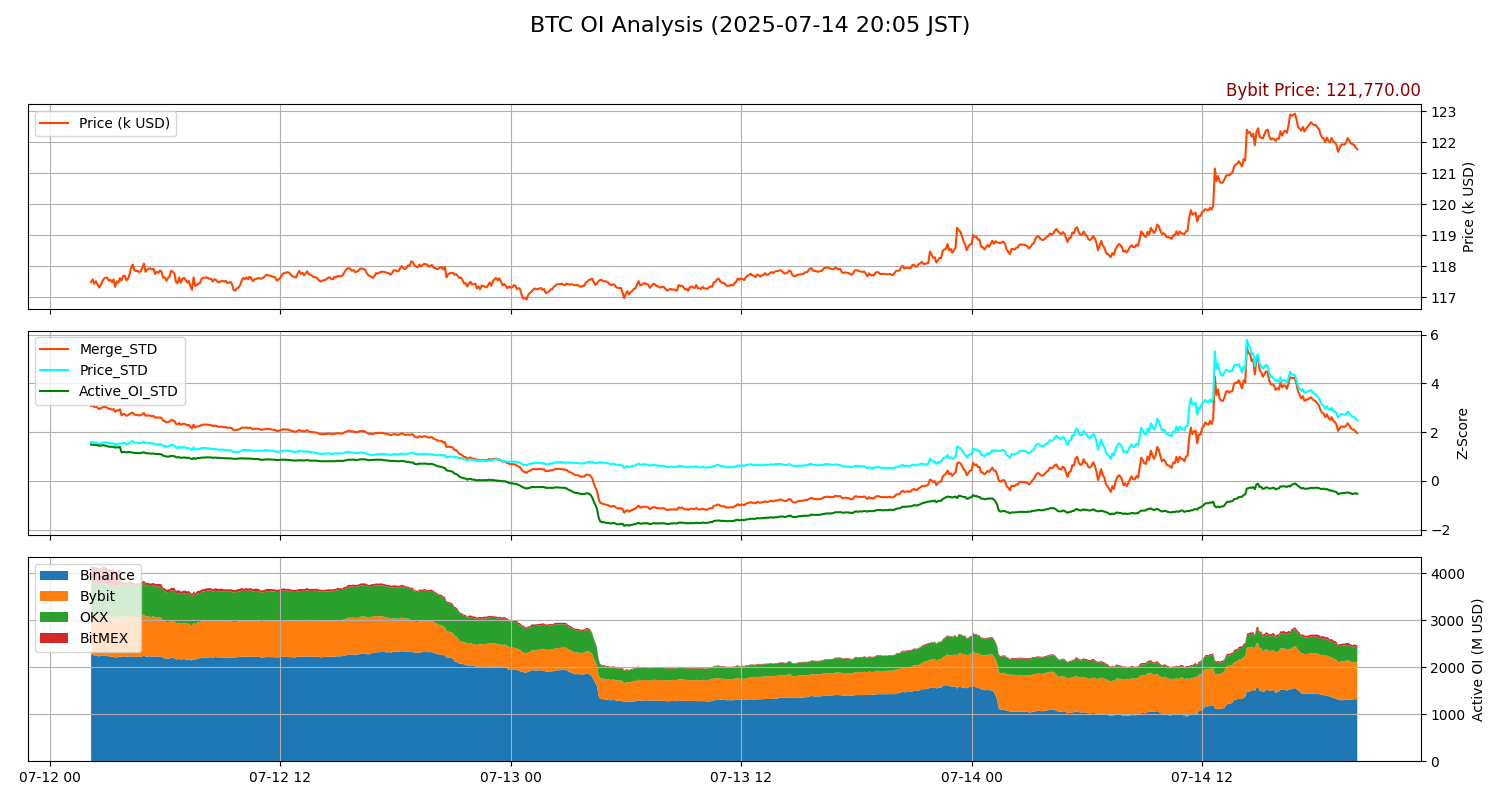 BTC OI Analysis (2025-07-14 20:05 JST)
Bybit Price: 121,770.00
Price (k USD)
123
122
121
120
119
118
117
Price (k USD)
Merge_STD
Price_STD
Active_OI_STD
6
4
2
0
−2
Z-Score
Binance
Bybit
OKX
BitMEX
4000
3000
2000
1000
0
Active OI (M USD)
07-12 00
07-12 12
07-13 00
07-13 12
07-14 00
07-14 12